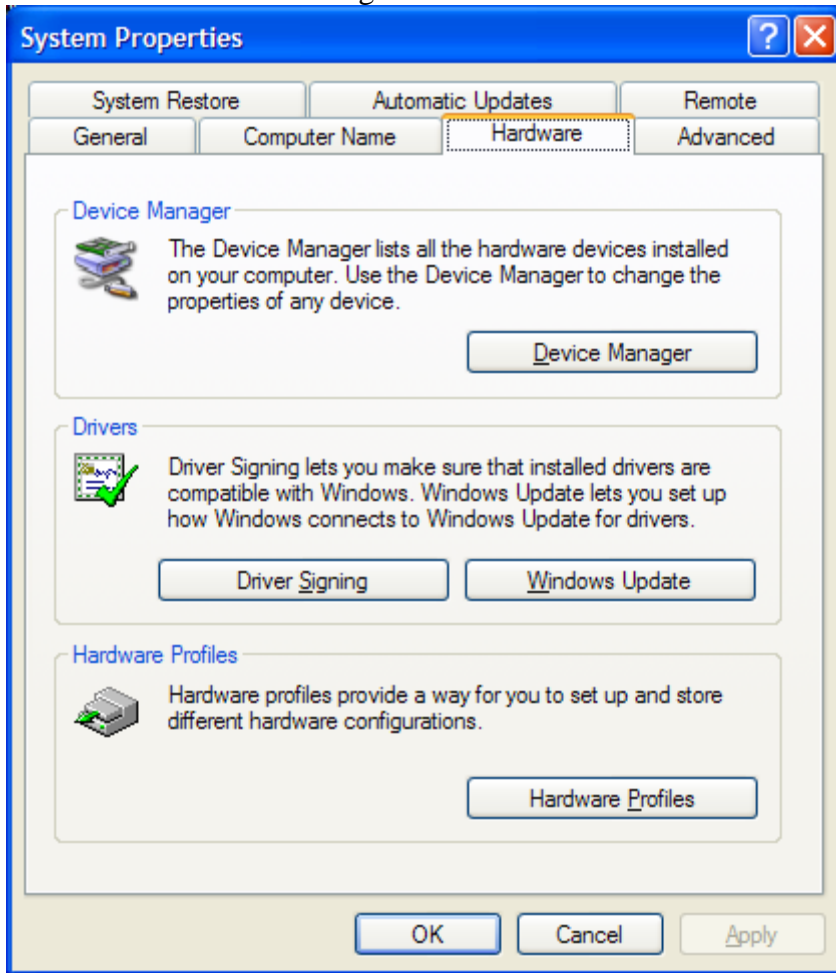 System Properties
System Restore Automatic Updates Remote
General Computer Name Hardware Advanced
Device Manager
The Device Manager lists all the hardware devices installed
on your computer. Use the Device Manager to change the
properties of any device.
Device Manager
Drivers
Driver Signing lets you make sure that installed drivers are
compatible with Windows. Windows Update lets you set up
how Windows connects to Windows Update for drivers.
Driver Signing Windows Update
Hardware Profiles
Hardware profiles provide a way for you to set up and store
different hardware configurations.
Hardware Profiles
OK Cancel Apply